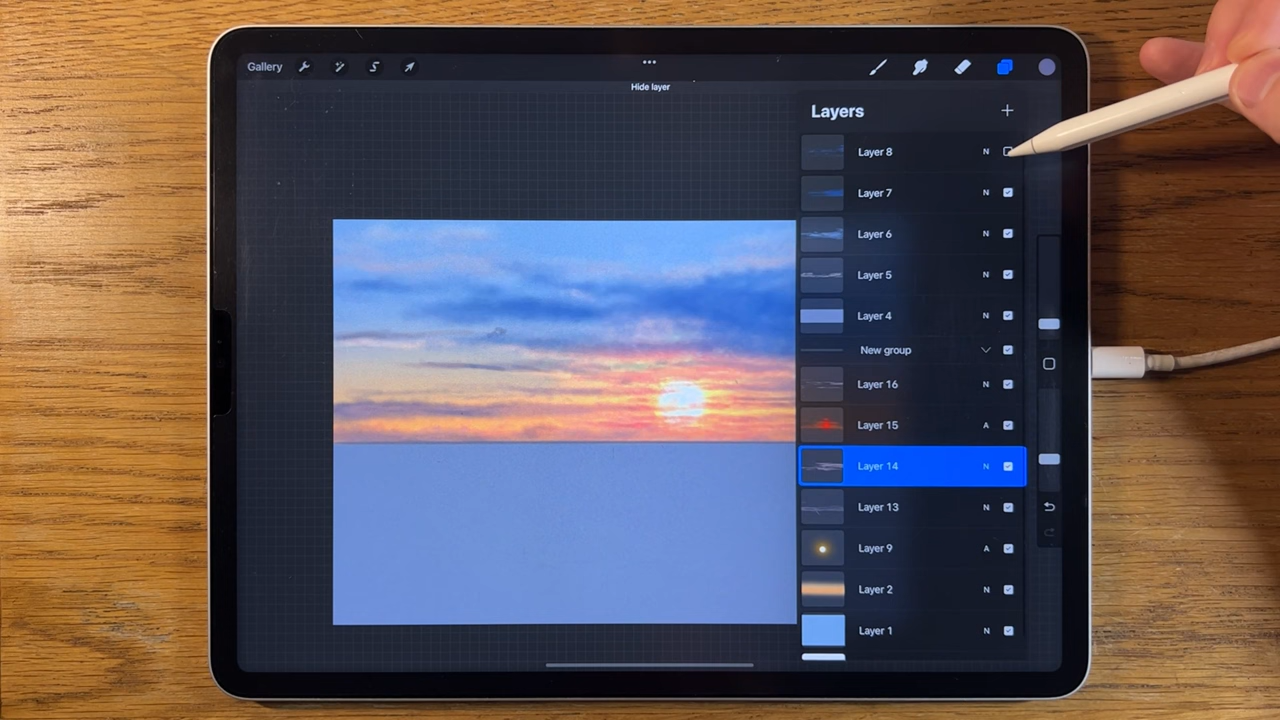 Gallery
Hide layer
Layers
Layer 8 N
Layer 7 N
Layer 6 N
Layer 5 N
Layer 4 N
New group
Layer 16 N
Layer 15 A
Layer 14 N
Layer 13 N
Layer 9 A
Layer 2 N
Layer 1 N